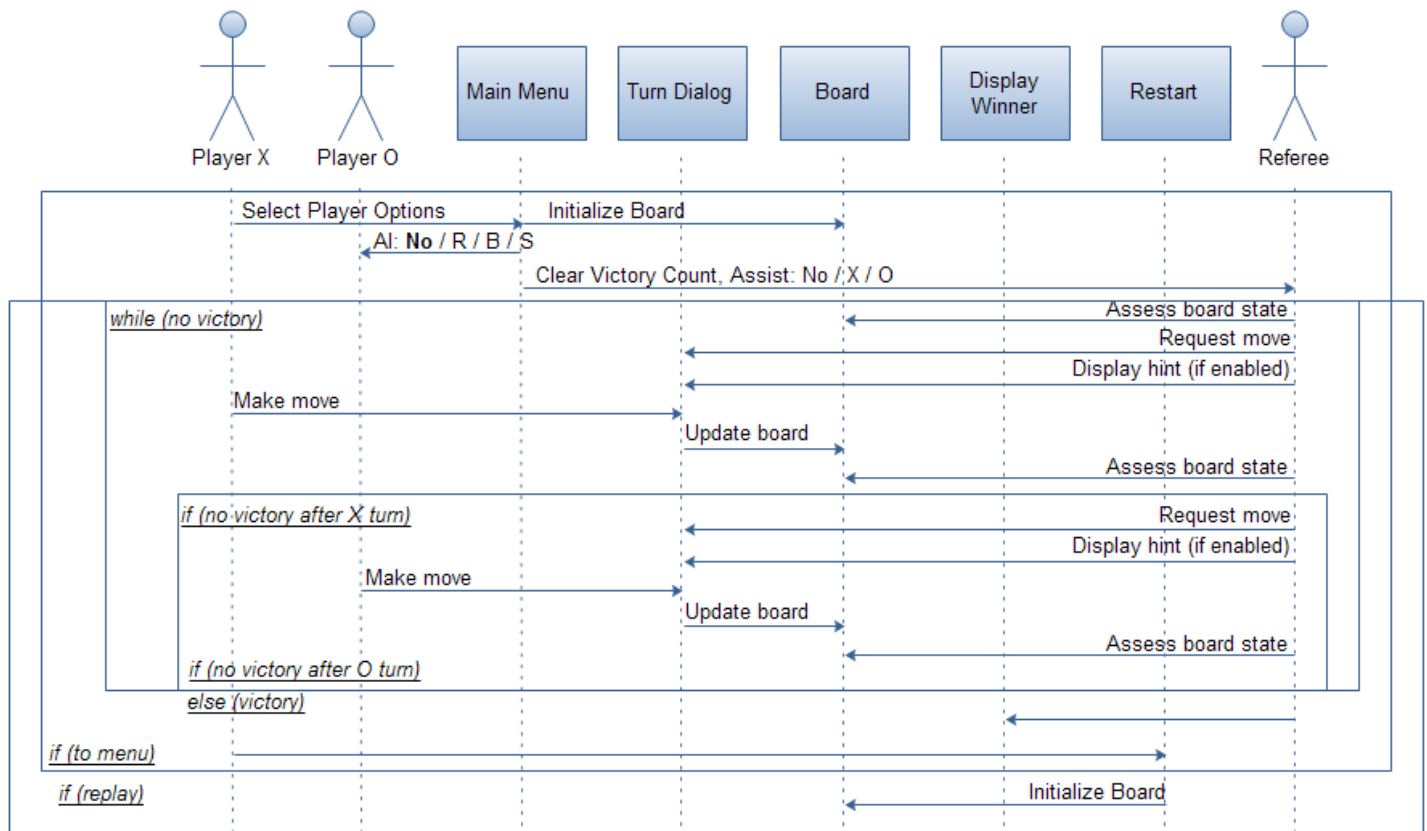 Main Menu
Turn Dialog
Board
Display
Winner
Restart
Player X
Player O
Referee
Select Player Options
Initialize Board
AI: No / R / B / S
Clear Victory Count, Assist: No / X / O
while (no victory)
Assess board state
Request move
Display hint (if enabled)
Make move
Update board
Assess board state
if (no victory after X turn)
Request move
Display hint (if enabled)
Make move
Update board
Assess board state
if (no victory after O turn)
else (victory)
if (to menu)
if (replay)
Initialize Board